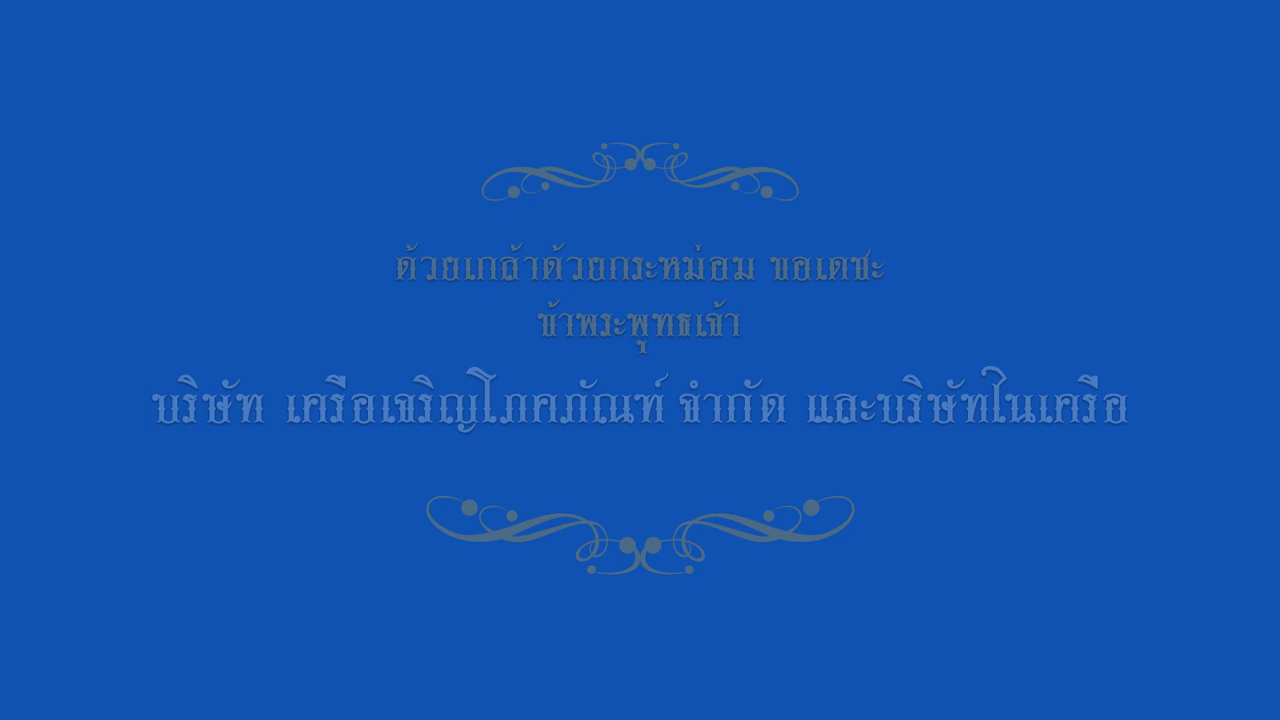 ด้วยเกล้าด้วยกระหม่อม ขอเดชะ
ข้าพระพุทธเจ้า
บริษัท เครือเจริญโภคภัณฑ์ จำกัด และบริษัทในเครือ